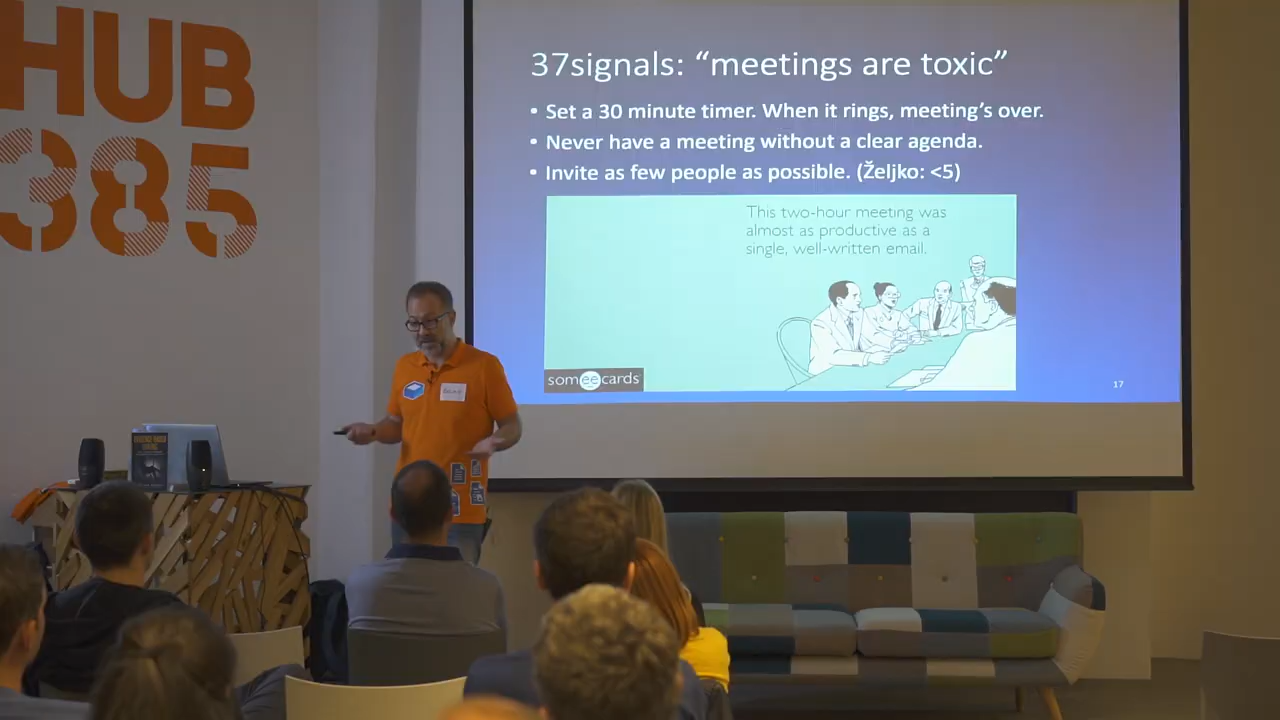 HUB
385
37signals: “meetings are toxic”
• Set a 30 minute timer. When it rings, meeting’s over.
• Never have a meeting without a clear agenda.
• Invite as few people as possible. (Željko: <5)
This two-hour meeting was
almost as productive as a
single, well-written email.
somee cards
17